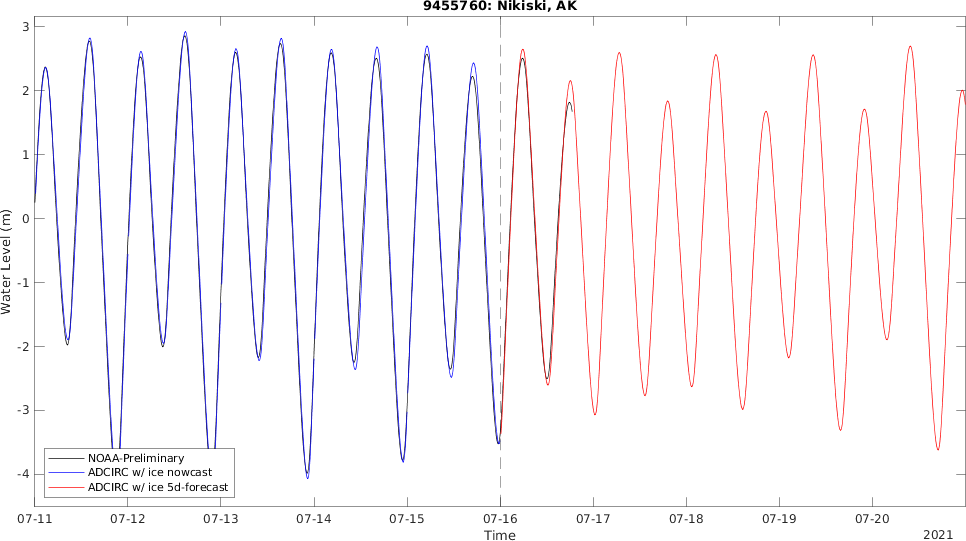 9455760: Nikiski, AK
Water Level (m)
3
2
1
0
-1
-2
-3
-4
NOAA-Preliminary
ADCIRC w/ ice nowcast
ADCIRC w/ ice 5d-forecast
07-11 07-12 07-13 07-14 07-15 07-16 07-17 07-18 07-19 07-20
Time
2021